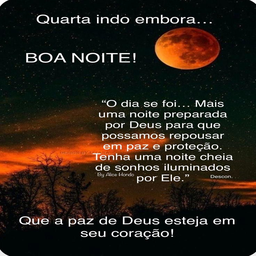 Quarta indo embora...
BOA NOITE!
"O dia se foi... Mais
uma noite preparada
por Deus para que
possamos repousar
em paz e proteção.
Tenha uma noite cheia
de sonhos iluminados
por Ele."
Descon.
Que a paz de Deus esteja em
seu coração!